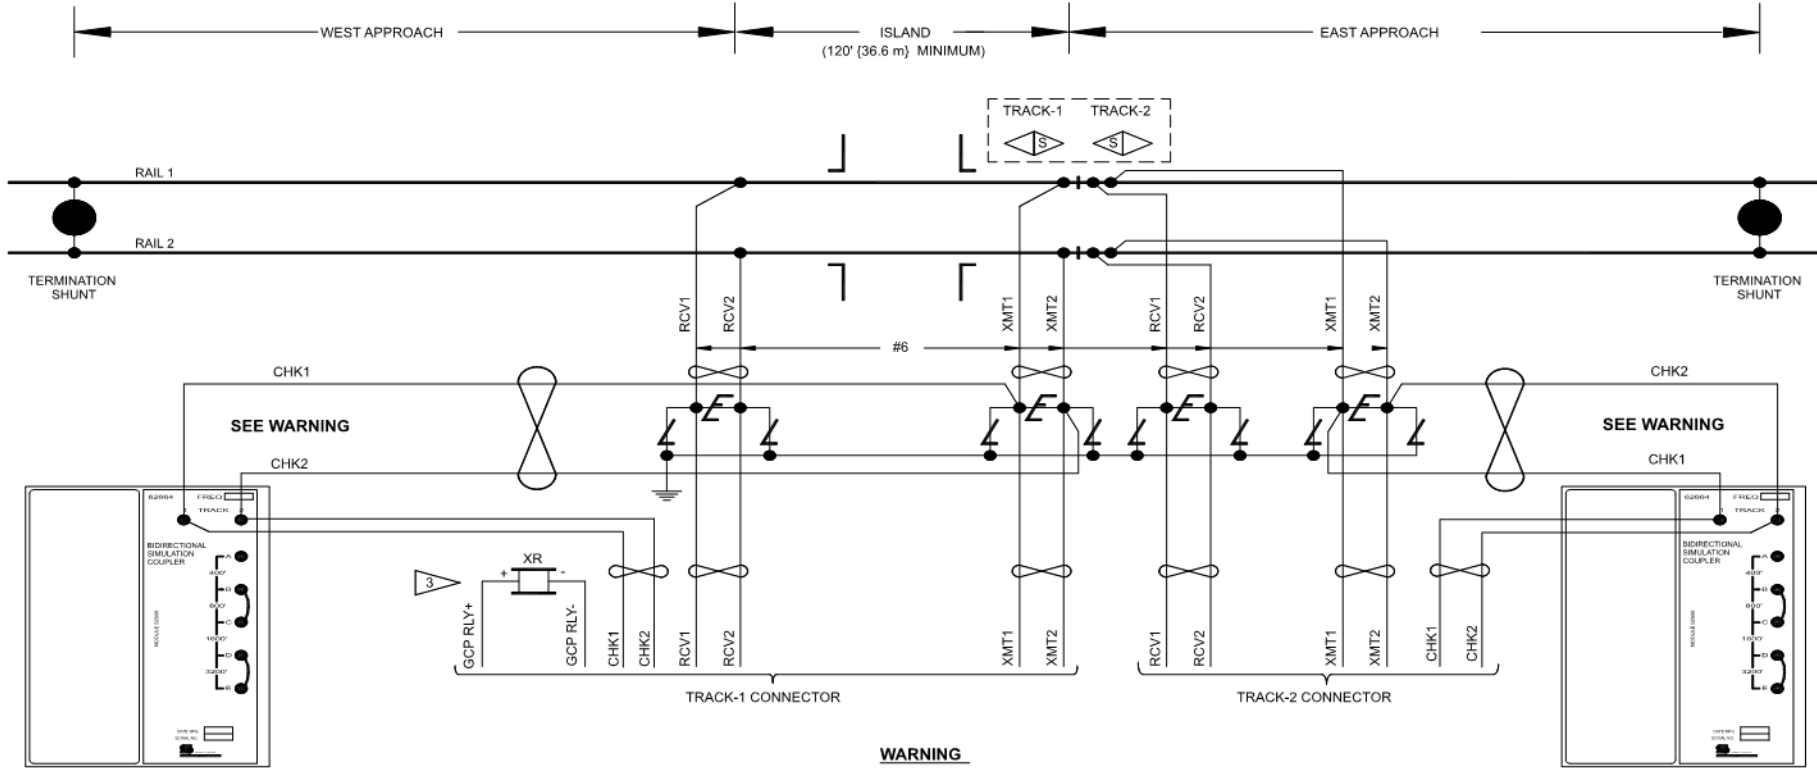 WEST APPROACH
ISLAND
(120' {36.6 m} MINIMUM)
EAST APPROACH
TRACK-1 TRACK-2
S S
RAIL 1
RAIL 2
TERMINATION
SHUNT
TERMINATION
SHUNT
RCV1
RCV2
XMT1
XMT2
RCV1
RCV2
XMT1
XMT2
#6
CHK1
SEE WARNING
CHK2
CHK2
SEE WARNING
CHK1
62664 FREQ
1 TRACK 2
BIDIRECTIONAL
SIMULATION
COUPLER
A
400'
B
800'
C
1600'
D
3200'
E
3
XR
+ -
GCP RLY+
GCP RLY-
CHK1
CHK2
RCV1
RCV2
XMT1
XMT2
TRACK-1 CONNECTOR
RCV1
RCV2
XMT1
XMT2
CHK1
CHK2
TRACK-2 CONNECTOR
62664 FREQ
1 TRACK 2
BIDIRECTIONAL
SIMULATION
COUPLER
A
400'
B
800'
C
1600'
D
3200'
E
WARNING